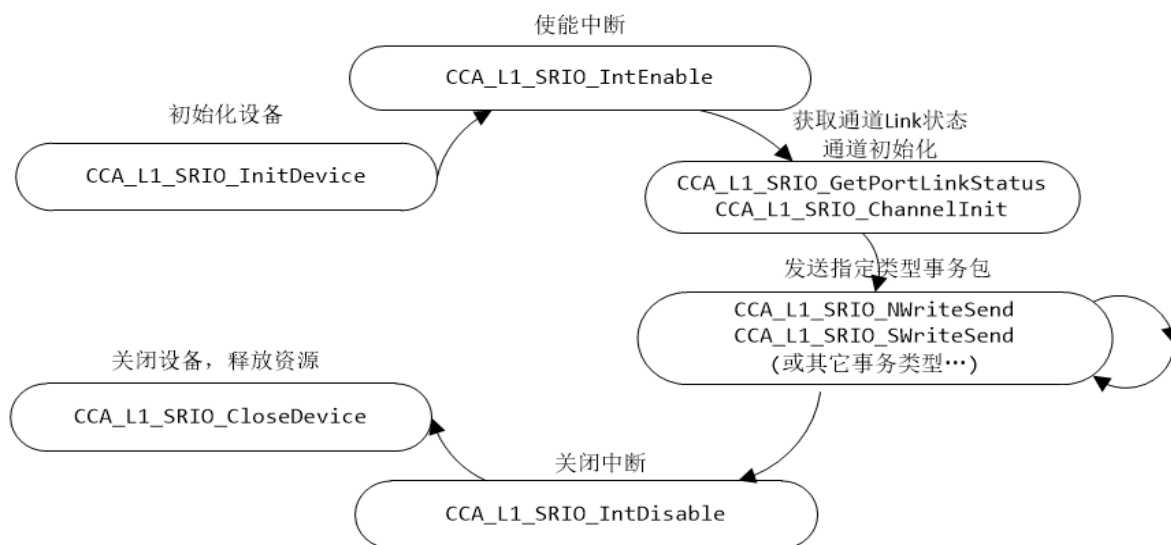 使能中断
CCA_L1_SRIO_IntEnable
初始化设备
CCA_L1_SRIO_InitDevice
获取通道Link状态
通道初始化
CCA_L1_SRIO_GetPortLinkStatus
CCA_L1_SRIO_ChannelInit
发送指定类型事务包
CCA_L1_SRIO_NWriteSend
CCA_L1_SRIO_SWriteSend
(或其它事务类型…)
关闭设备，释放资源
CCA_L1_SRIO_CloseDevice
关闭中断
CCA_L1_SRIO_IntDisable